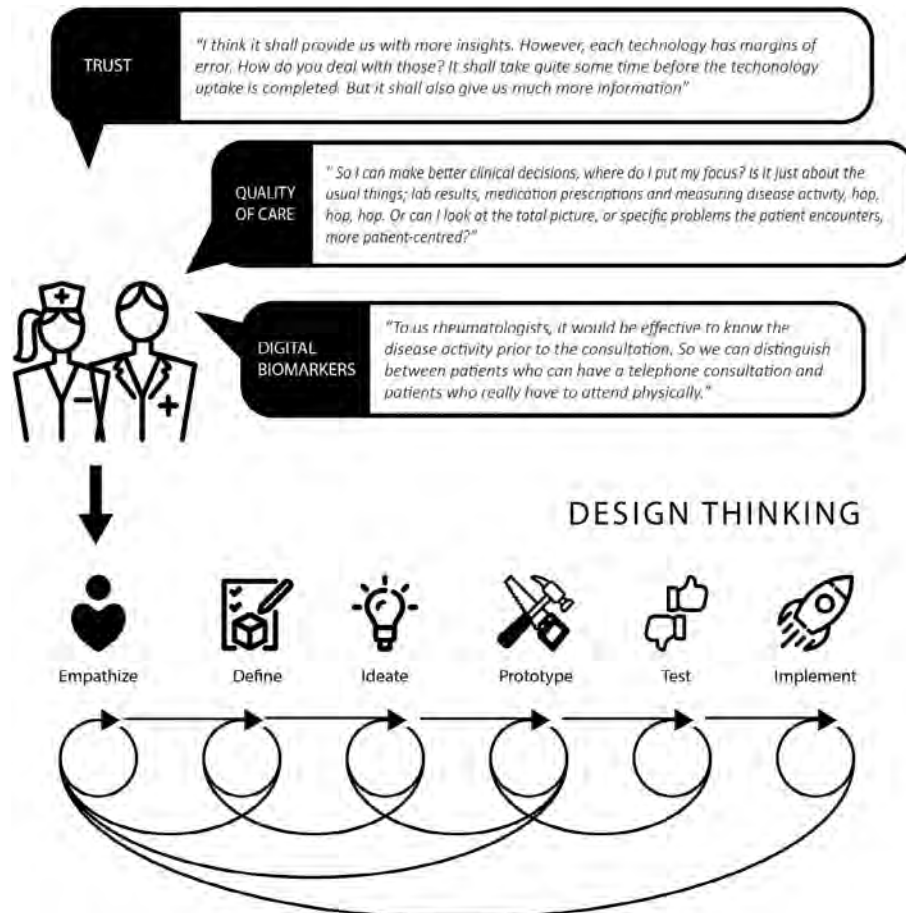 TRUST
"I think it shall provide us with more insights. However, each technology has margins of
error. How do you deal with those? It shall take quite some time before the techonology
uptake is completed. But it shall also give us much more information"
QUALITY
OF CARE
" So I can make better clinical decisions, where do I put my focus? Is it just about the
usual things; lab results, medication prescriptions and measuring disease activity, hop,
hop, hop. Or can I look at the total picture, or specific problems the patient encounters,
more patient-centred?"
DIGITAL
BIOMARKERS
"To us rheumatologists, it would be effective to know the
disease activity prior to the consultation. So we can distinguish
between patients who can have a telephone consultation and
patients who really have to attend physically."
DESIGN THINKING
Empathize
Define
Ideate
Prototype
Test
Implement